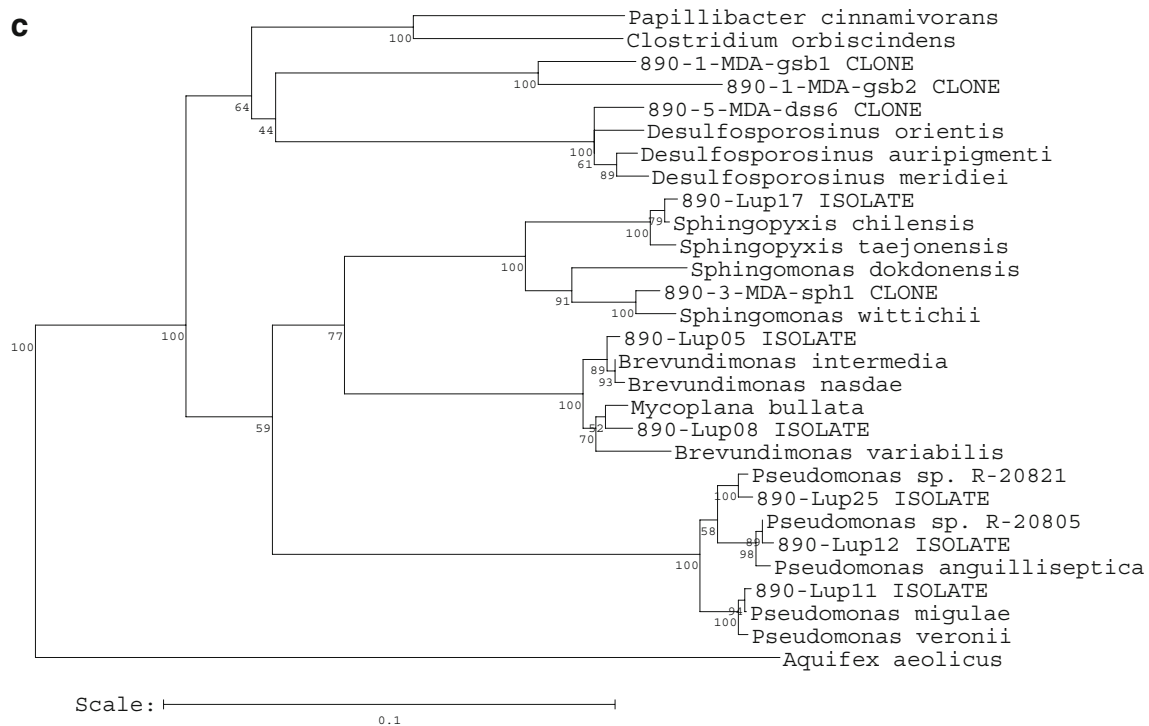 c
Papillibacter cinnamivorans
100
Clostridium orbiscindens
890-1-MDA-gsb1 CLONE
100
890-1-MDA-gsb2 CLONE
64
890-5-MDA-dss6 CLONE
44
Desulfosporosinus orientis
100
Desulfosporosinus auripigmenti
61
89
Desulfosporosinus meridiei
890-Lup17 ISOLATE
79
Sphingopyxis chilensis
100
Sphingopyxis taejonensis
100
Sphingomonas dokdonensis
890-3-MDA-sph1 CLONE
91
100
Sphingomonas wittichii
100
77
890-Lup05 ISOLATE
100
Brevundimonas intermedia
89
93
Brevundimonas nasdae
100
Mycoplana bullata
59
52
890-Lup08 ISOLATE
70
Brevundimonas variabilis
Pseudomonas sp. R-20821
100
890-Lup25 ISOLATE
Pseudomonas sp. R-20805
58
89
890-Lup12 ISOLATE
98
100
Pseudomonas anguilliseptica
890-Lup11 ISOLATE
94
Pseudomonas migulae
100
Pseudomonas veronii
Aquifex aeolicus
Scale:
0.1